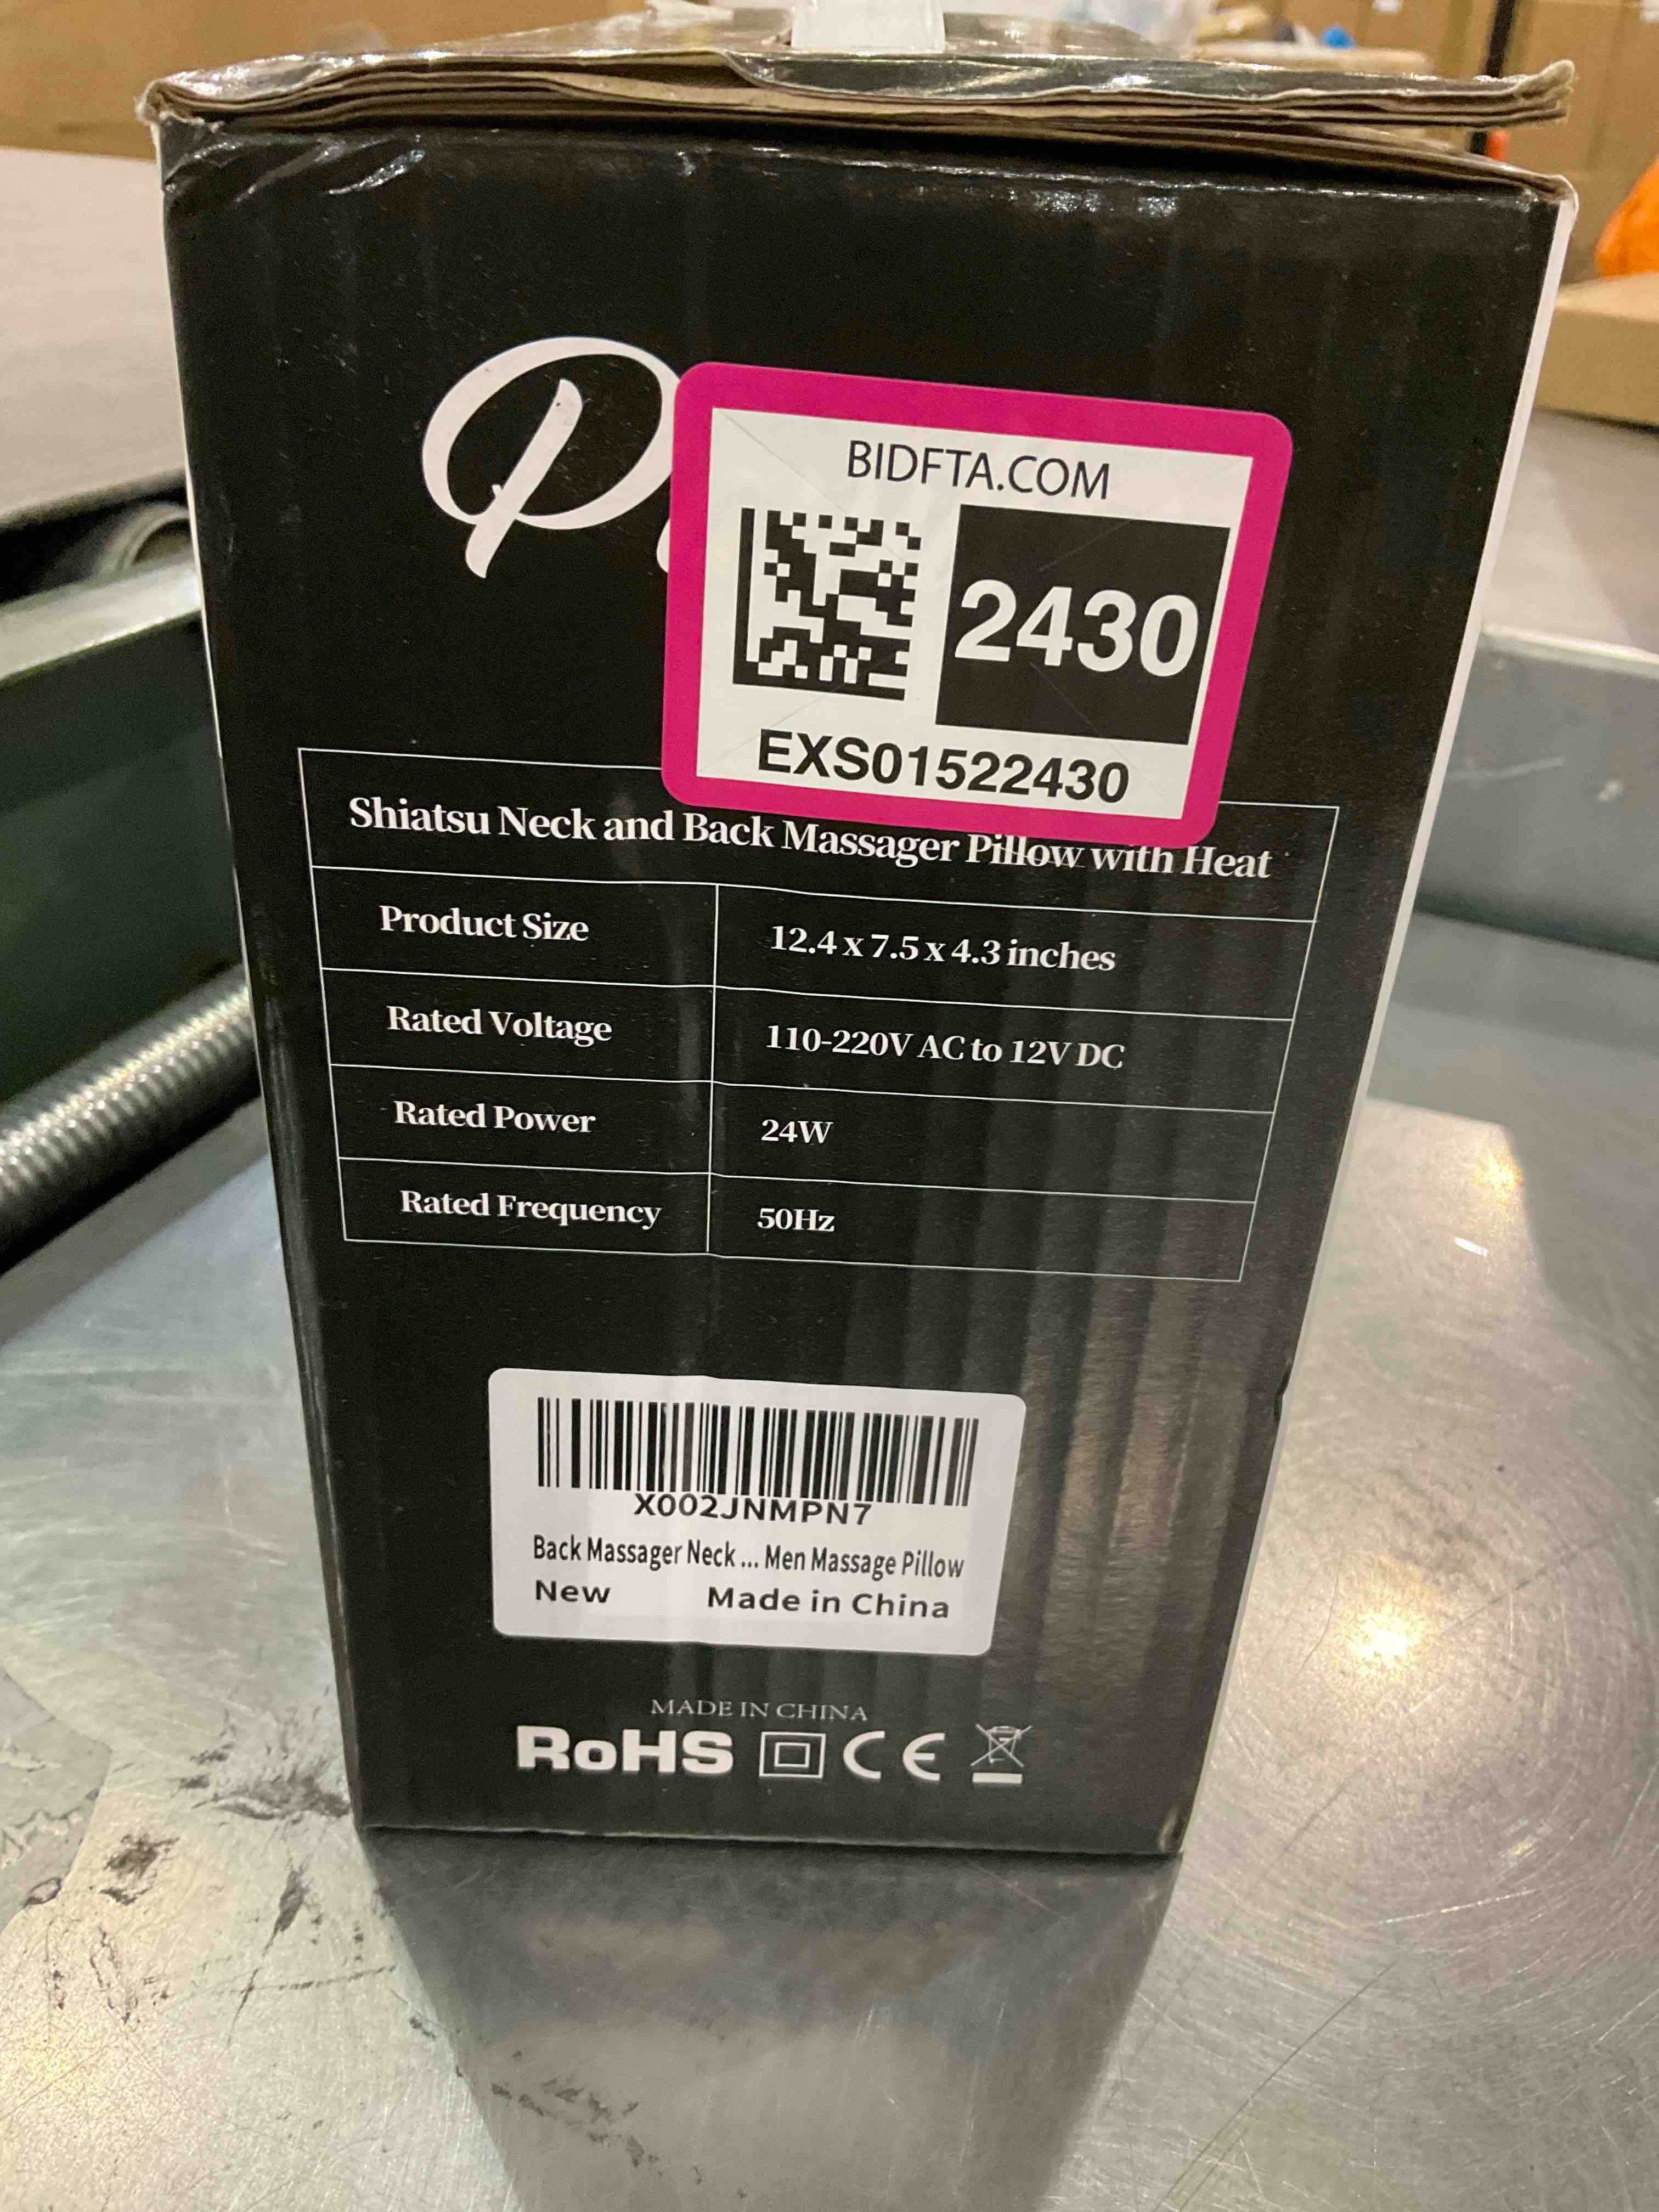 BIDFTA.COM
2430
EXS01522430
Shiatsu Neck and Back Massager Pillow with Heat
Product Size 12.4 x 7.5 x 4.3 inches
Rated Voltage 110-220V AC to 12V DC
Rated Power 24W
Rated Frequency 50Hz
X002JNMPN7
Back Massager Neck ... Men Massage Pillow
New Made in China
MADE IN CHINA
RoHS CE